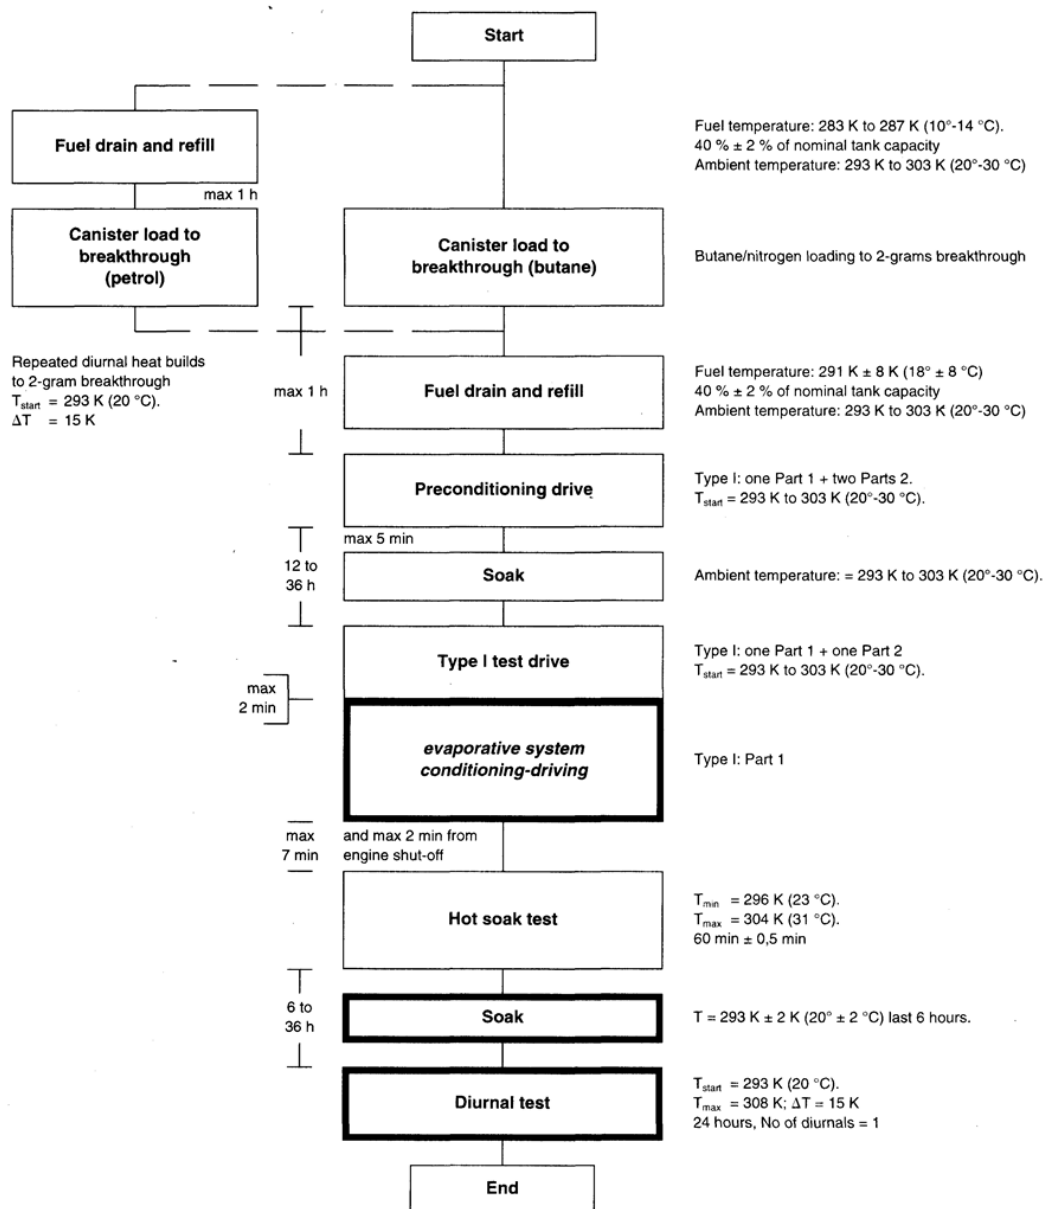 Start
Fuel drain and refill
Fuel temperature: 283 K to 287 K (10°-14 °C).
40 % ± 2 % of nominal tank capacity
Ambient temperature: 293 K to 303 K (20°-30 °C)
max 1 h
Canister load to
breakthrough
(petrol)
Canister load to
breakthrough (butane)
Butane/nitrogen loading to 2-grams breakthrough
Repeated diurnal heat builds
to 2-gram breakthrough
Tstart = 293 K (20 °C).
ΔT = 15 K
max 1 h
Fuel drain and refill
Fuel temperature: 291 K ± 8 K (18° ± 8 °C)
40 % ± 2 % of nominal tank capacity
Ambient temperature: 293 K to 303 K (20°-30 °C)
Preconditioning drive
Type I: one Part 1 + two Parts 2.
Tstart = 293 K to 303 K (20°-30 °C).
max 5 min
12 to
36 h
Soak
Ambient temperature: = 293 K to 303 K (20°-30 °C).
Type I test drive
Type I: one Part 1 + one Part 2
Tstart = 293 K to 303 K (20°-30 °C).
max
2 min
evaporative system
conditioning-driving
Type I: Part 1
max
7 min
and max 2 min from
engine shut-off
Hot soak test
Tmin = 296 K (23 °C).
Tmax = 304 K (31 °C).
60 min ± 0,5 min
6 to
36 h
Soak
T = 293 K ± 2 K (20° ± 2 °C) last 6 hours.
Diurnal test
Tstart = 293 K (20 °C).
Tmax = 308 K; ΔT = 15 K
24 hours, No of diurnals = 1
End